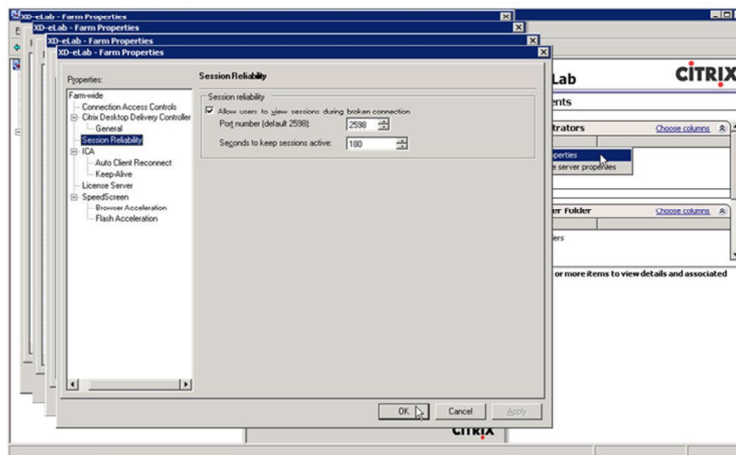 XD-eLab - Farm Properties
XD-eLab - Farm Properties
XD-eLab - Farm Properties
XD-eLab - Farm Properties
Properties:
Farm-wide
Connection Access Controls
Citrix Desktop Delivery Controller
General
Session Reliability
ICA
Auto Client Reconnect
Keep-Alive
License Server
SpeedScreen
Browser Acceleration
Flash Acceleration
Session Reliability
Session reliability
Allow users to view sessions during broken connection
Port number (default 2598):
2598
Seconds to keep sessions active:
180
OK
Cancel
Apply
Lab
CITRIX
ents
trators
Choose columns
operties
e server properties
er Folder
Choose columns
ers
or more items to view details and associated
CITRIX